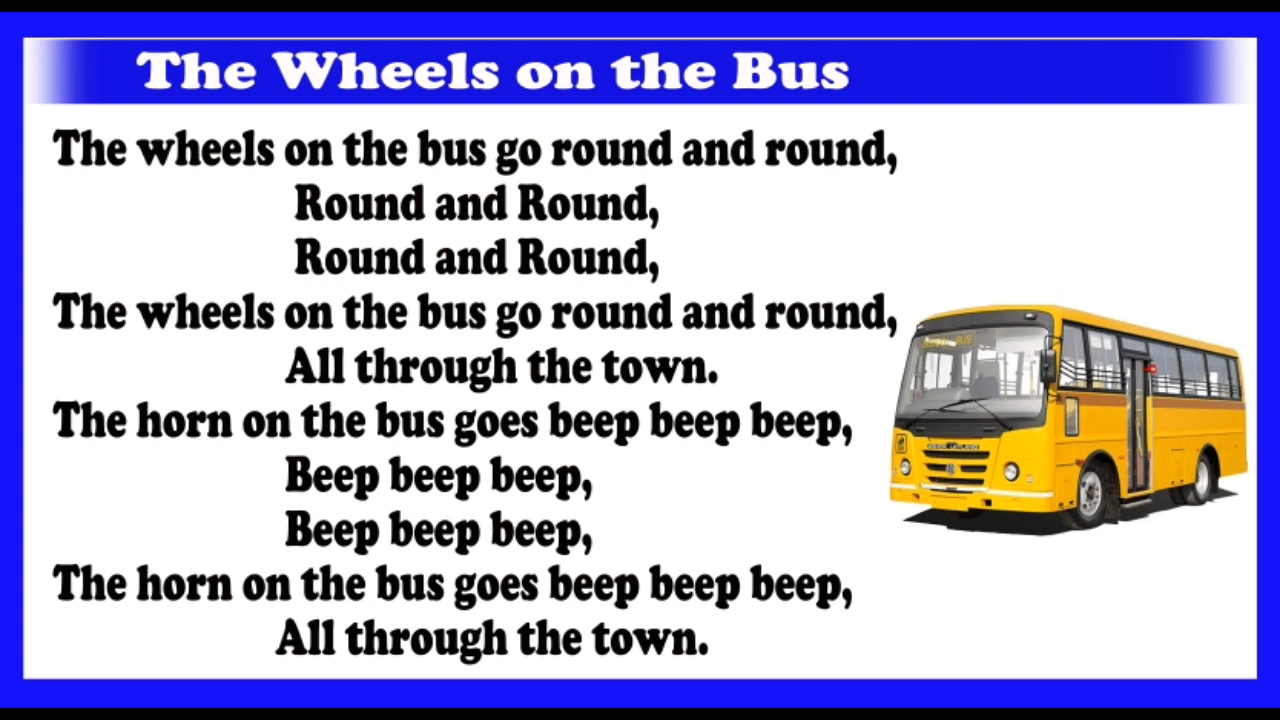 The Wheels on the Bus
The wheels on the bus go round and round,
Round and Round,
Round and Round,
The wheels on the bus go round and round,
All through the town.
The horn on the bus goes beep beep beep,
Beep beep beep,
Beep beep beep,
The horn on the bus goes beep beep beep,
All through the town.